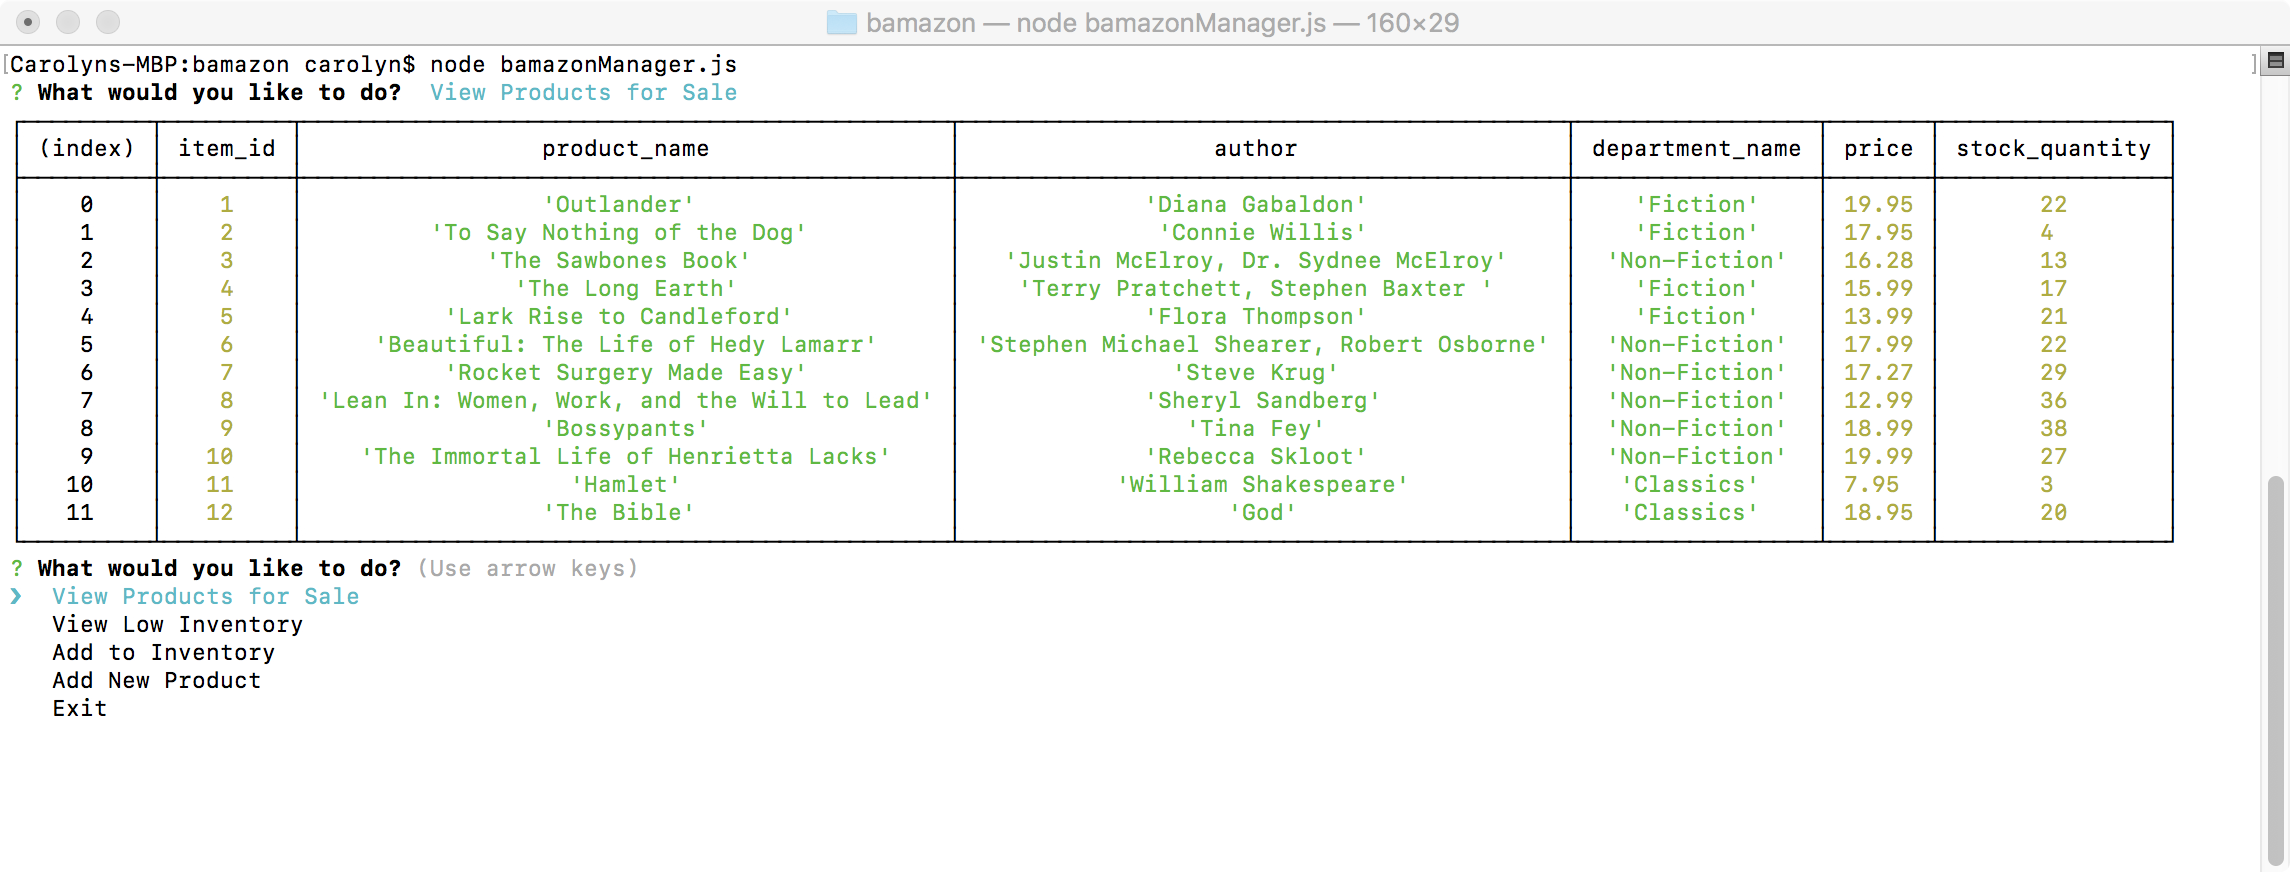 bamazon — node bamazonManager.js — 160×29
[Carolyns-MBP:bamazon carolyn$ node bamazonManager.js ]
? What would you like to do?  View Products for Sale
(index) item_id product_name author department_name price stock_quantity
0 1 'Outlander' 'Diana Gabaldon' 'Fiction' 19.95 22
1 2 'To Say Nothing of the Dog' 'Connie Willis' 'Fiction' 17.95 4
2 3 'The Sawbones Book' 'Justin McElroy, Dr. Sydnee McElroy' 'Non-Fiction' 16.28 13
3 4 'The Long Earth' 'Terry Pratchett, Stephen Baxter ' 'Fiction' 15.99 17
4 5 'Lark Rise to Candleford' 'Flora Thompson' 'Fiction' 13.99 21
5 6 'Beautiful: The Life of Hedy Lamarr' 'Stephen Michael Shearer, Robert Osborne' 'Non-Fiction' 17.99 22
6 7 'Rocket Surgery Made Easy' 'Steve Krug' 'Non-Fiction' 17.27 29
7 8 'Lean In: Women, Work, and the Will to Lead' 'Sheryl Sandberg' 'Non-Fiction' 12.99 36
8 9 'Bossypants' 'Tina Fey' 'Non-Fiction' 18.99 38
9 10 'The Immortal Life of Henrietta Lacks' 'Rebecca Skloot' 'Non-Fiction' 19.99 27
10 11 'Hamlet' 'William Shakespeare' 'Classics' 7.95 3
11 12 'The Bible' 'God' 'Classics' 18.95 20
? What would you like to do? (Use arrow keys)
❯ View Products for Sale
View Low Inventory
Add to Inventory
Add New Product
Exit